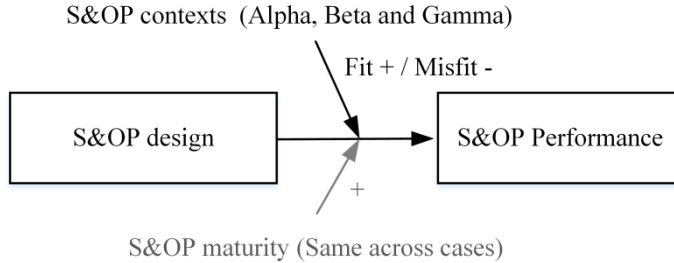 S&OP contexts (Alpha, Beta and Gamma)
Fit + / Misfit -
S&OP design
S&OP Performance
+
S&OP maturity (Same across cases)